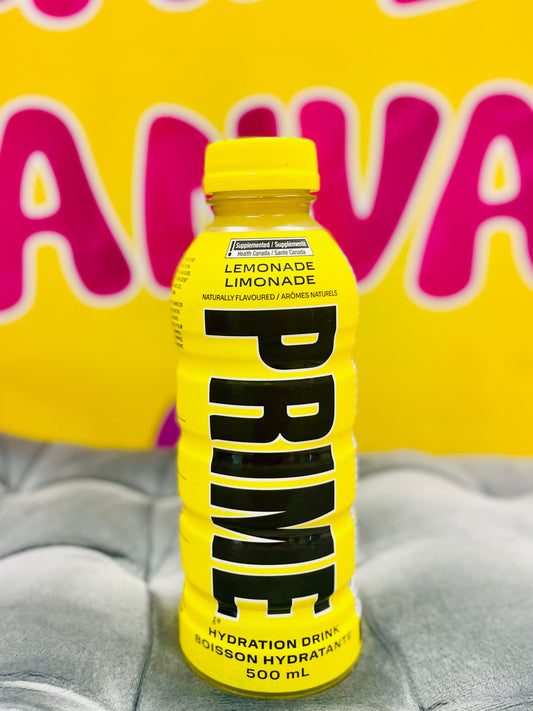 Supplemented / Supplémenté
Health Canada / Santé Canada
LEMONADE
LIMONADE
NATURALLY FLAVOURED / ARÔMES NATURELS
PRIME
HYDRATION DRINK
BOISSON HYDRATANTE
500 mL